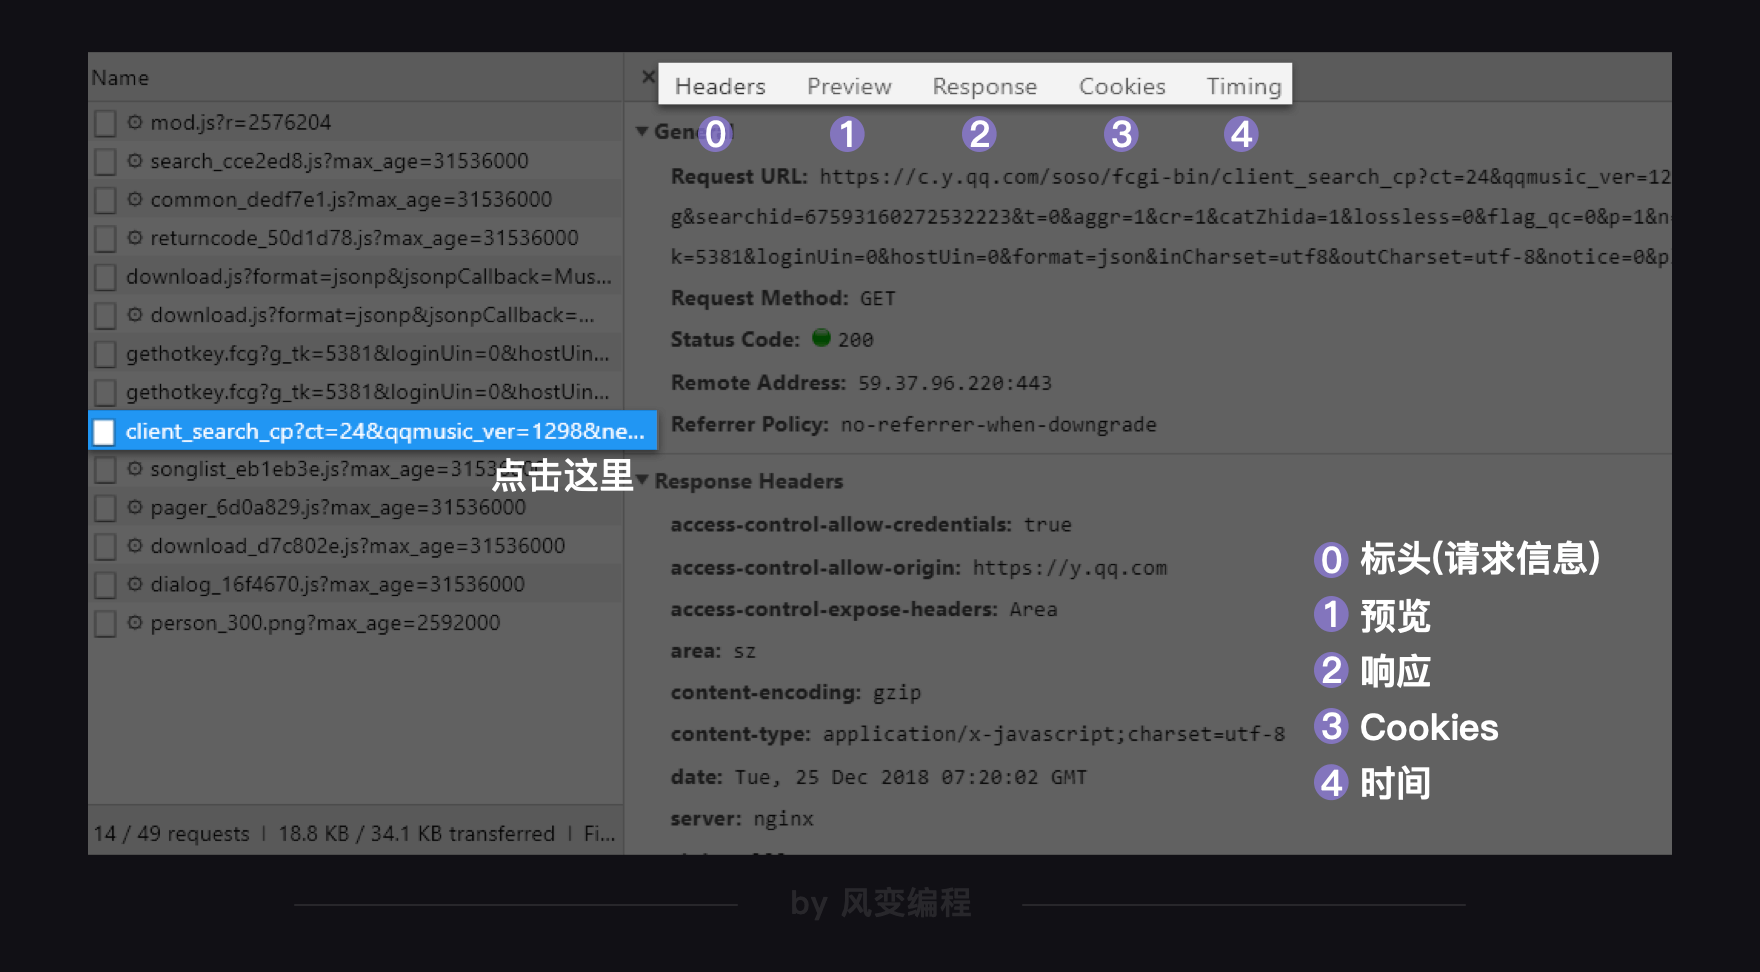 Name
mod.js?r=2576204
search_cce2ed8.js?max_age=31536000
common_dedf7e1.js?max_age=31536000
returncode_50d1d78.js?max_age=31536000
download.js?format=jsonp&jsonpCallback=Mus...
download.js?format=jsonp&jsonpCallback=...
gethotkey.fcg?g_tk=5381&loginUin=0&hostUin...
gethotkey.fcg?g_tk=5381&loginUin=0&hostUin...
client_search_cp?ct=24&qqmusic_ver=1298&ne...
点击这里
songlist_eb1eb3e.js?max_age=31536000
pager_6d0a829.js?max_age=31536000
download_d7c802e.js?max_age=31536000
dialog_16f4670.js?max_age=31536000
person_300.png?max_age=2592000
14 / 49 requests | 18.8 KB / 34.1 KB transferred | Fi...
Headers Preview Response Cookies Timing
0 1 2 3 4
General
Request URL: https://c.y.qq.com/soso/fcgi-bin/client_search_cp?ct=24&qqmusic_ver=12
g&searchid=67593160272532223&t=0&aggr=1&cr=1&catZhida=1&lossless=0&flag_qc=0&p=1&n=
k=5381&loginUin=0&hostUin=0&format=json&inCharset=utf8&outCharset=utf-8&notice=0&p
Request Method: GET
Status Code: 200
Remote Address: 59.37.96.220:443
Referrer Policy: no-referrer-when-downgrade
Response Headers
access-control-allow-credentials: true
access-control-allow-origin: https://y.qq.com
access-control-expose-headers: Area
area: sz
content-encoding: gzip
content-type: application/x-javascript;charset=utf-8
date: Tue, 25 Dec 2018 07:20:02 GMT
server: nginx
0 标头(请求信息)
1 预览
2 响应
3 Cookies
4 时间
by 风变编程